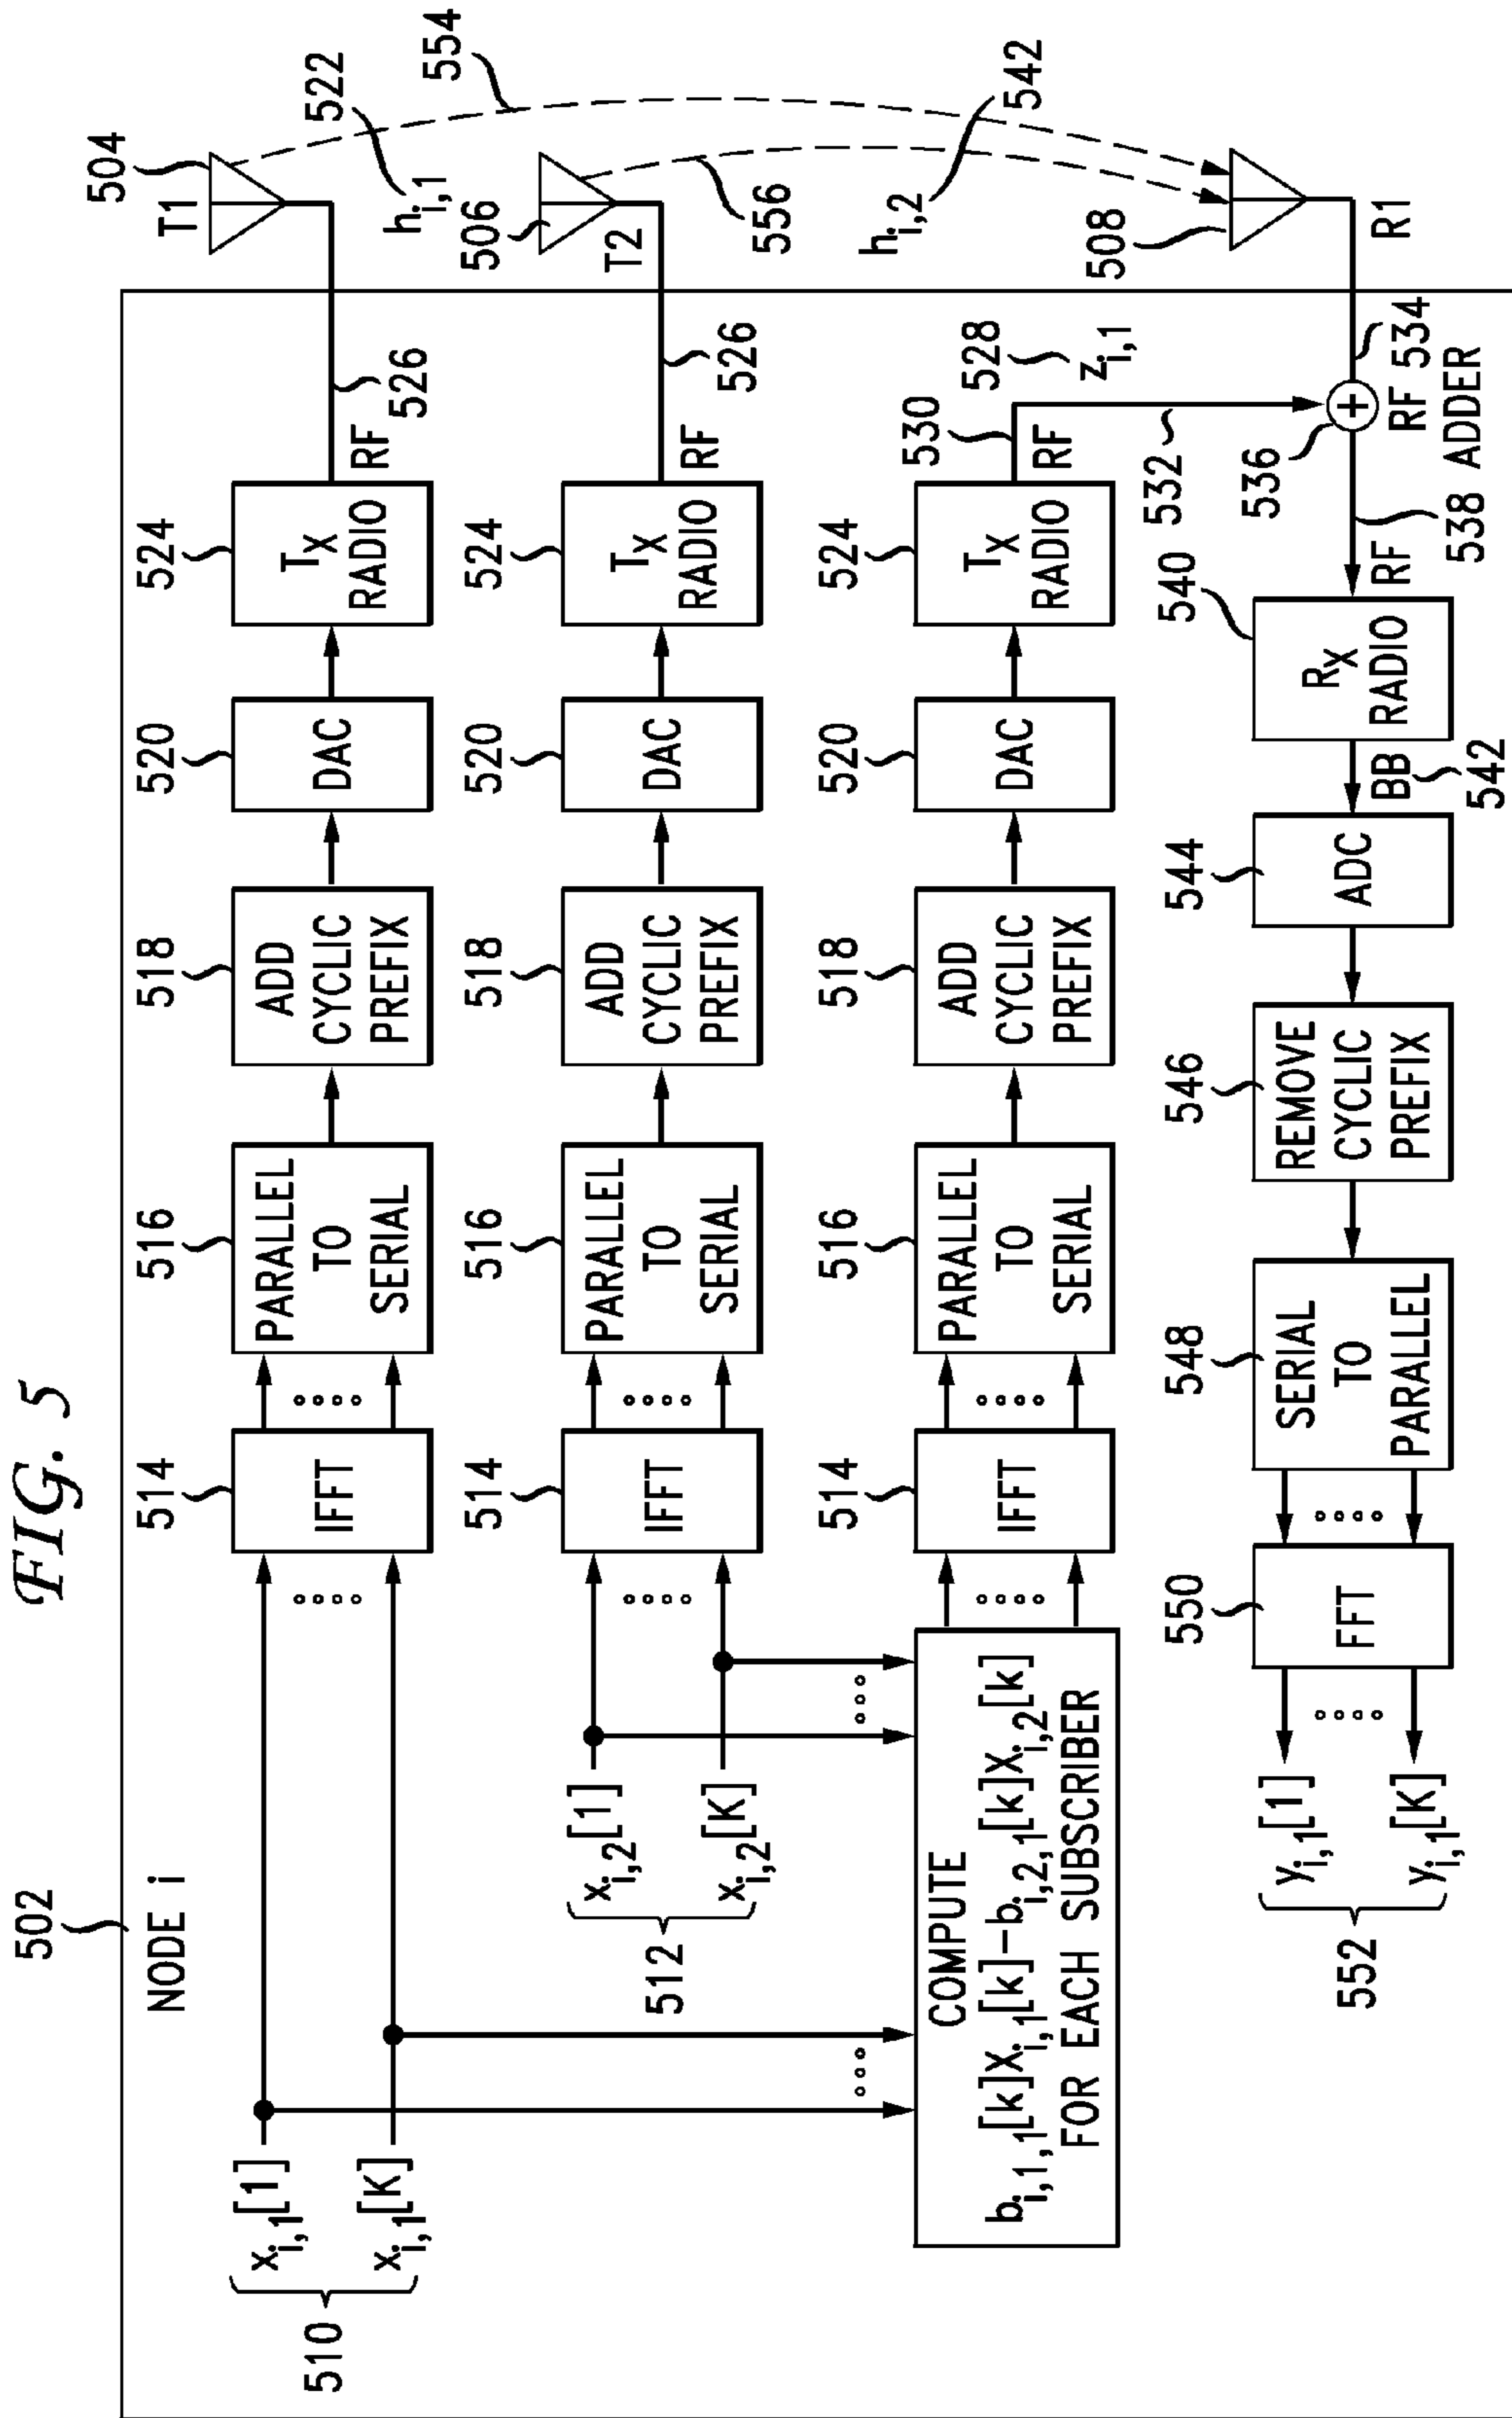 FIG. 5
502
NODE i
510
x_{i,1}[1]
x_{i,1}[K]
514
IFFT
516
PARALLEL
TO
SERIAL
518
ADD
CYCLIC
PREFIX
520
DAC
524
T_X
RADIO
RF
526
T1
504
522
h_{i,1}
554
512
x_{i,2}[1]
x_{i,2}[K]
514
IFFT
516
PARALLEL
TO
SERIAL
518
ADD
CYCLIC
PREFIX
520
DAC
524
T_X
RADIO
RF
526
506
T2
556
h_{i,2}
542
COMPUTE
b_{i,1,1}[k]X_{i,1}[k]-b_{i,2,1}[k]X_{i,2}[k]
FOR EACH SUBSCRIBER
514
IFFT
516
PARALLEL
TO
SERIAL
518
ADD
CYCLIC
PREFIX
520
DAC
524
T_X
RADIO
530
RF
528
z_{i,1}
532
508
R1
534
536
RF
ADDER
538
RF
540
R_X
RADIO
BB
542
544
ADC
546
REMOVE
CYCLIC
PREFIX
548
SERIAL
TO
PARALLEL
550
FFT
552
y_{i,1}[1]
y_{i,1}[K]